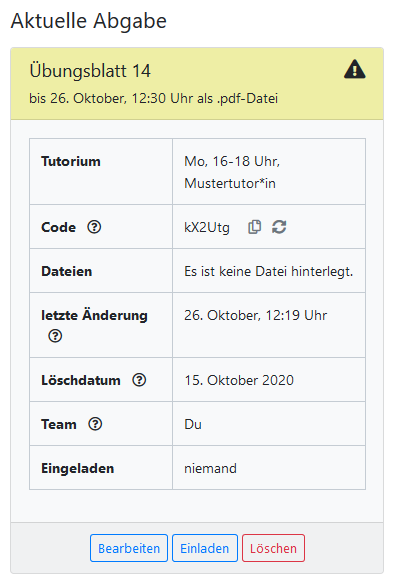 Aktuelle Abgabe
Übungsblatt 14
bis 26. Oktober, 12:30 Uhr als .pdf-Datei
Tutorium Mo, 16-18 Uhr,
Mustertutor*in
Code kX2Utg
Dateien Es ist keine Datei hinterlegt.
letzte Änderung 26. Oktober, 12:19 Uhr
Löschdatum 15. Oktober 2020
Team Du
Eingeladen niemand
Bearbeiten Einladen Löschen